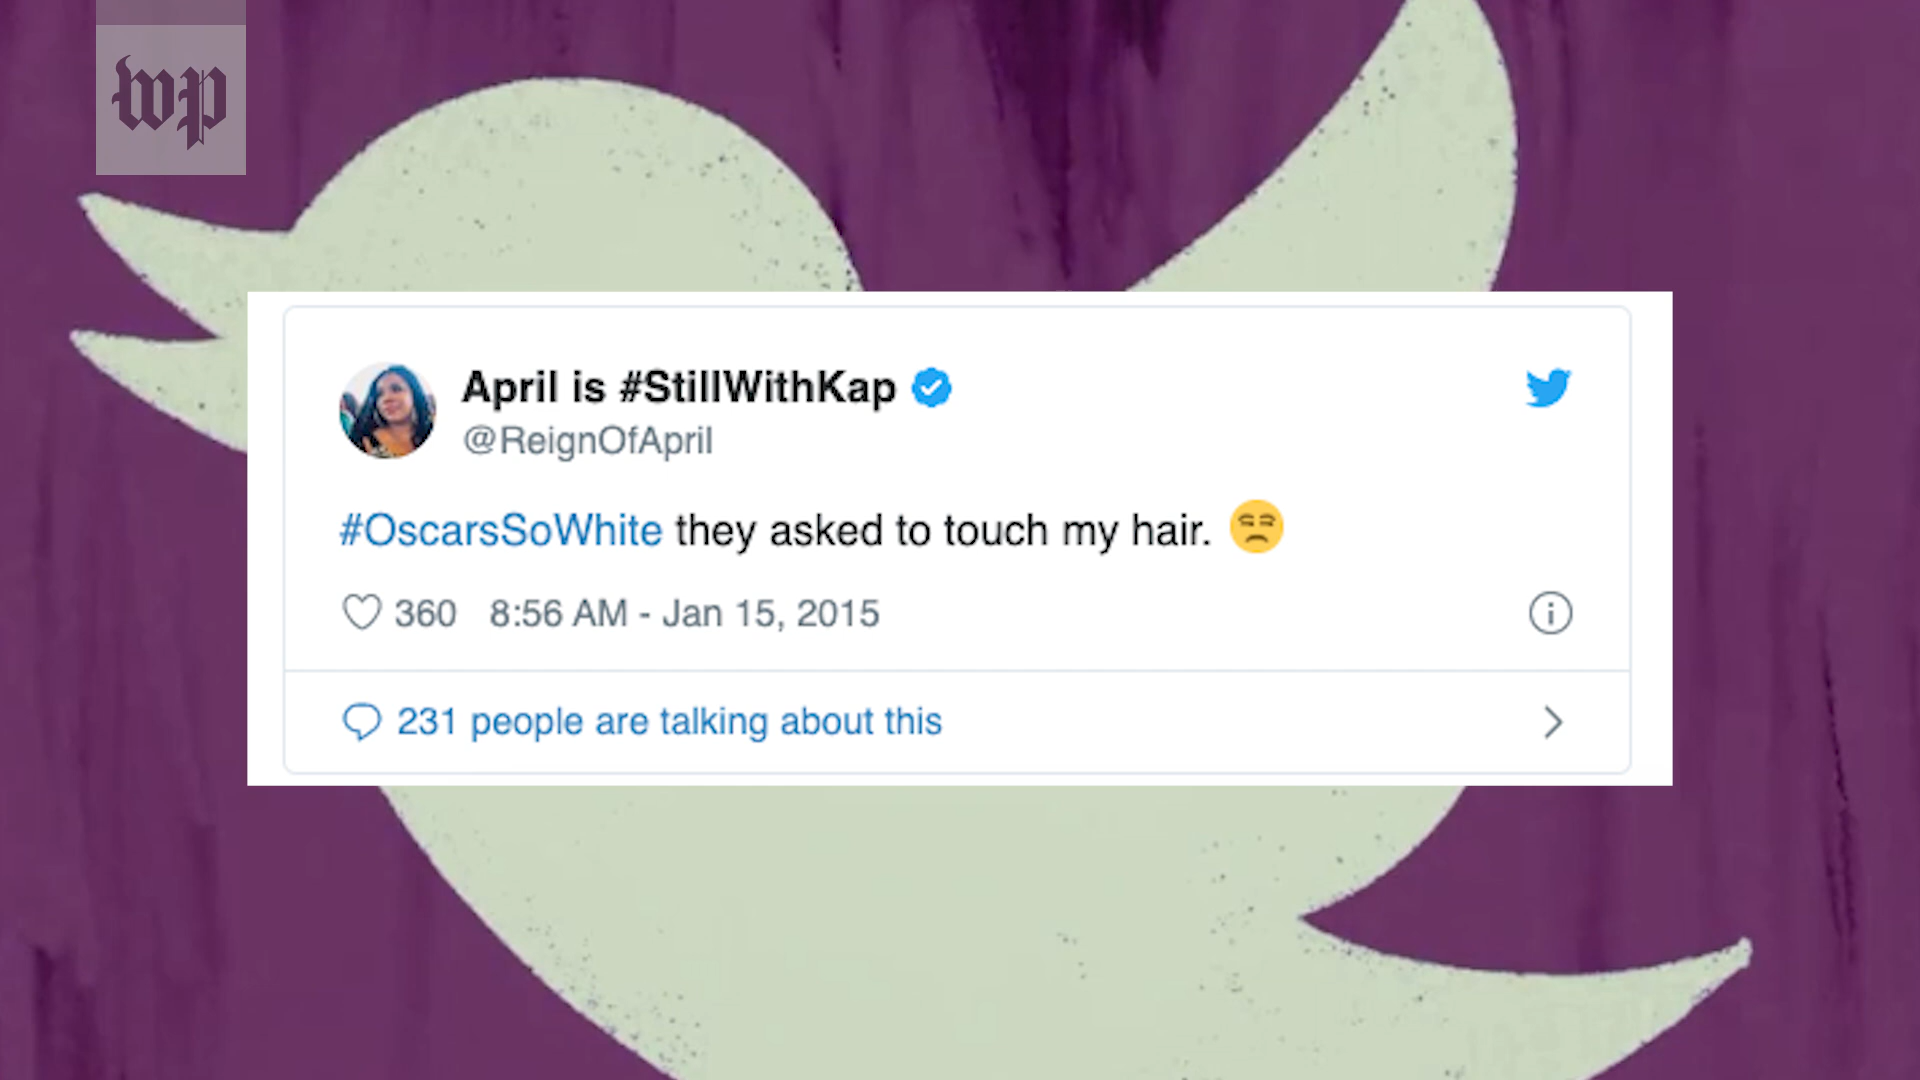 wp
April is #StillWithKap
@ReignOfApril
#OscarsSoWhite they asked to touch my hair. 😒
360 8:56 AM - Jan 15, 2015
231 people are talking about this